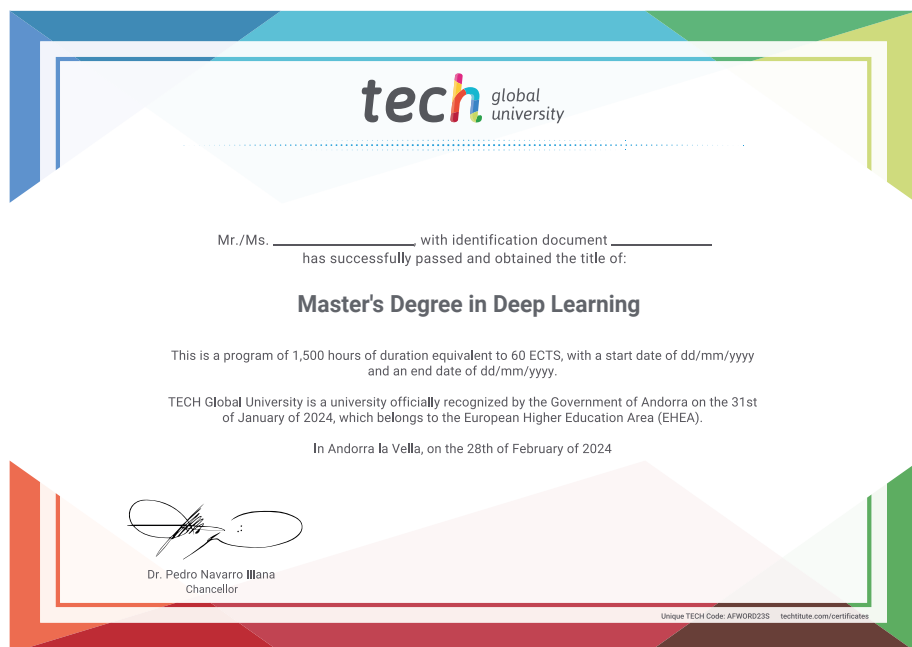 tech global university
Mr./Ms. ____________________, with identification document ______________
has successfully passed and obtained the title of:
Master's Degree in Deep Learning
This is a program of 1,500 hours of duration equivalent to 60 ECTS, with a start date of dd/mm/yyyy
and an end date of dd/mm/yyyy.
TECH Global University is a university officially recognized by the Government of Andorra on the 31st
of January of 2024, which belongs to the European Higher Education Area (EHEA).
In Andorra la Vella, on the 28th of February of 2024
Dr. Pedro Navarro Illana
Chancellor
Unique TECH Code: AFWORD23S techtitute.com/certificates